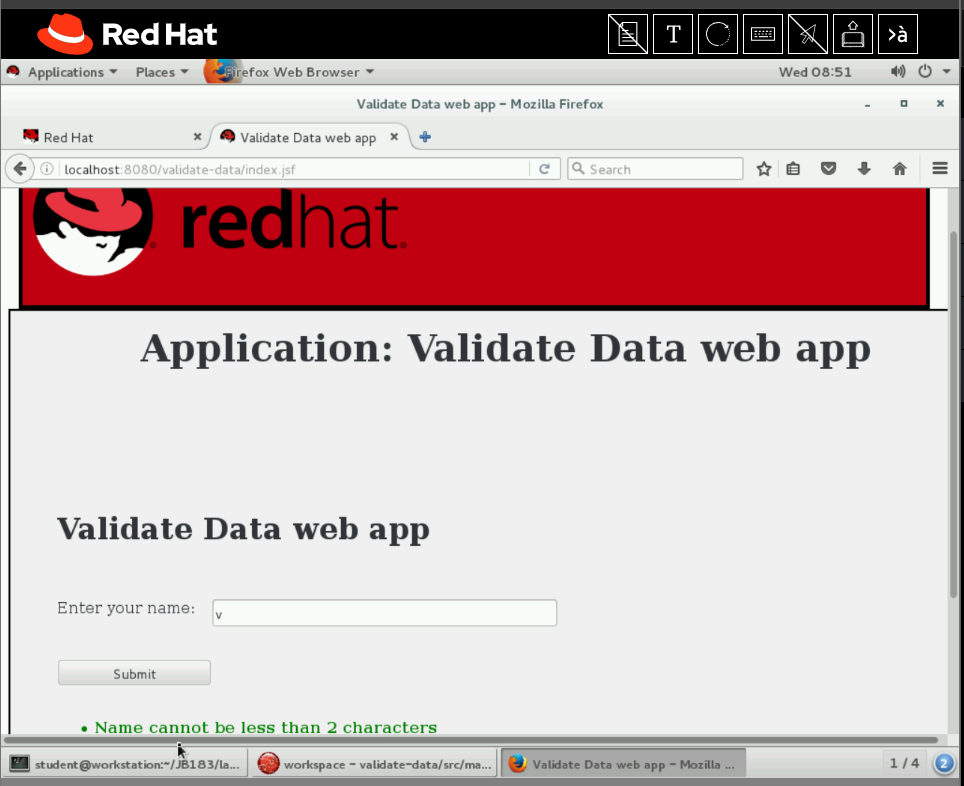 Red Hat
T
>à
Applications Places Firefox Web Browser Wed 08:51
Validate Data web app - Mozilla Firefox
Red Hat Validate Data web app
localhost:8080/validate-data/index.jsf Search
redhat.
Application: Validate Data web app
Validate Data web app
Enter your name: v
Submit
• Name cannot be less than 2 characters
student@workstation:~/JB183/la... workspace - validate-data/src/ma... Validate Data web app - Mozilla ... 1 / 4 2